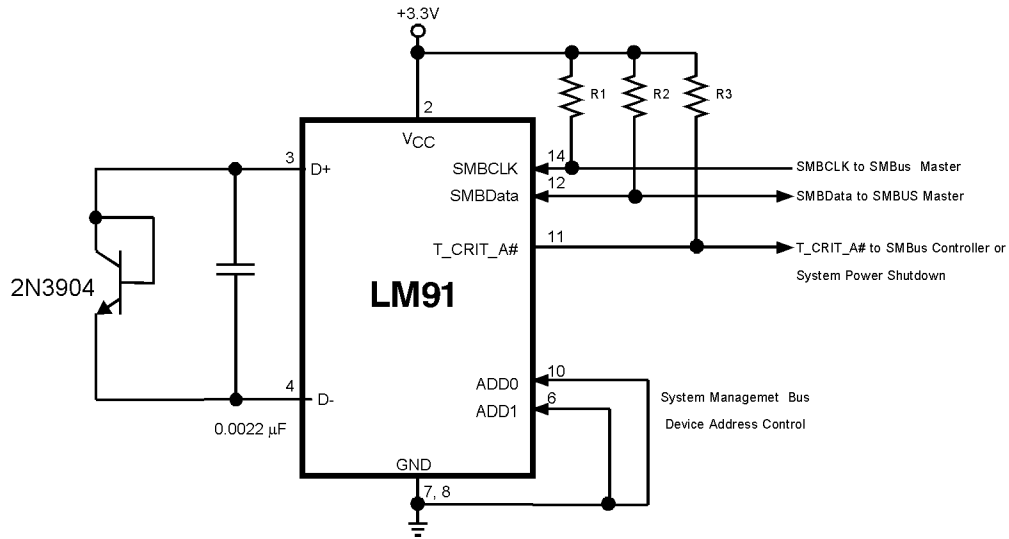 +3.3V
R1
R2
R3
2
VCC
3
D+
SMBCLK
14
SMBCLK to SMBus Master
SMBData
12
SMBData to SMBUS Master
T_CRIT_A#
11
T_CRIT_A# to SMBus Controller or
System Power Shutdown
2N3904
LM91
4
D-
0.0022 μF
ADD0
10
ADD1
6
System Managemet Bus
Device Address Control
GND
7, 8